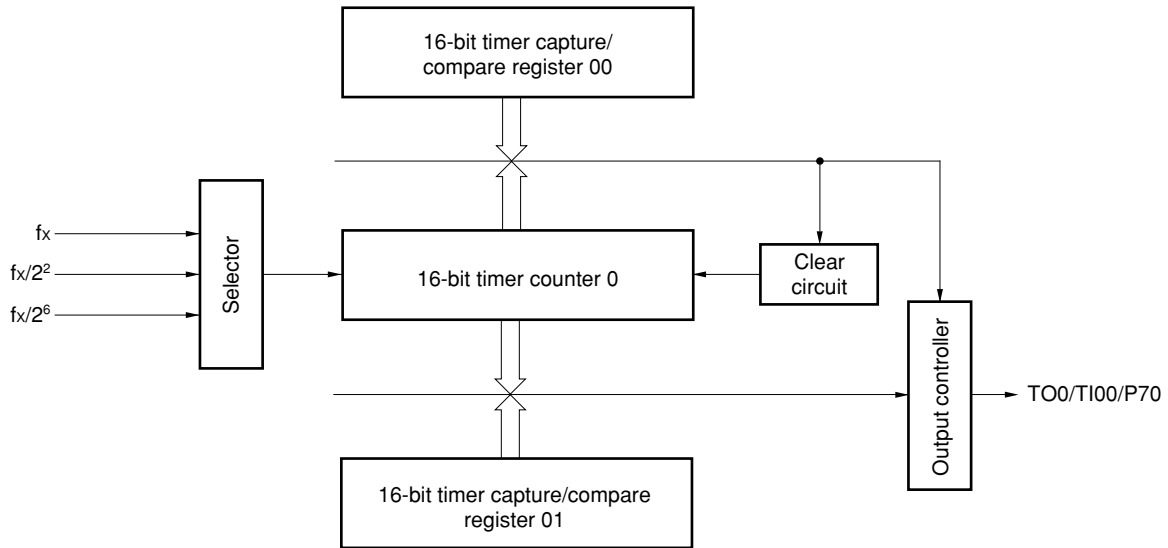 16-bit timer capture/
compare register 00
fx
fx/2²
fx/2⁶
Selector
16-bit timer counter 0
Clear
circuit
Output controller
TO0/TI00/P70
16-bit timer capture/compare
register 01